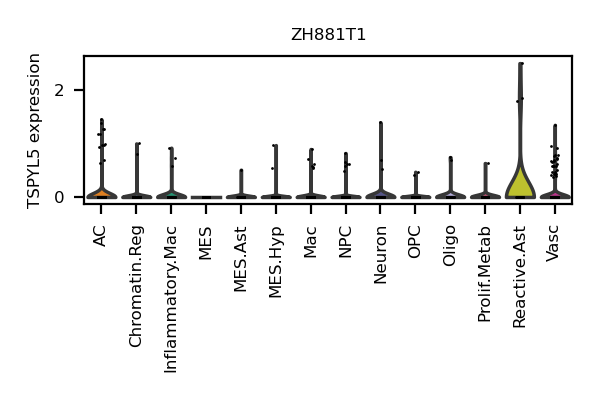 ZH881T1
TSPYL5 expression
2
0
AC
Chromatin.Reg
Inflammatory.Mac
MES
MES.Ast
MES.Hyp
Mac
NPC
Neuron
OPC
Oligo
Prolif.Metab
Reactive.Ast
Vasc